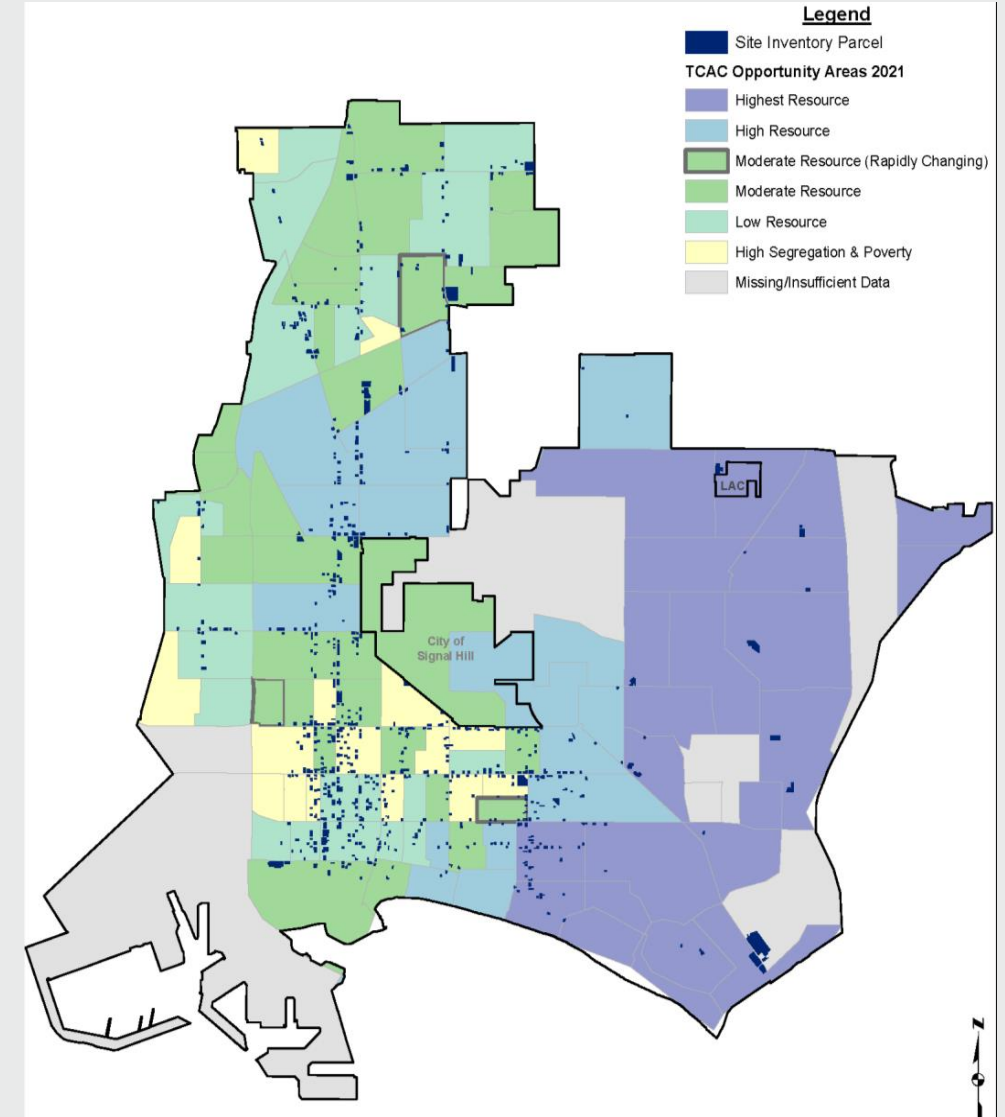 Legend
Site Inventory Parcel
TCAC Opportunity Areas 2021
Highest Resource
High Resource
Moderate Resource (Rapidly Changing)
Moderate Resource
Low Resource
High Segregation & Poverty
Missing/Insufficient Data
LAC
City of
Signal Hill
N